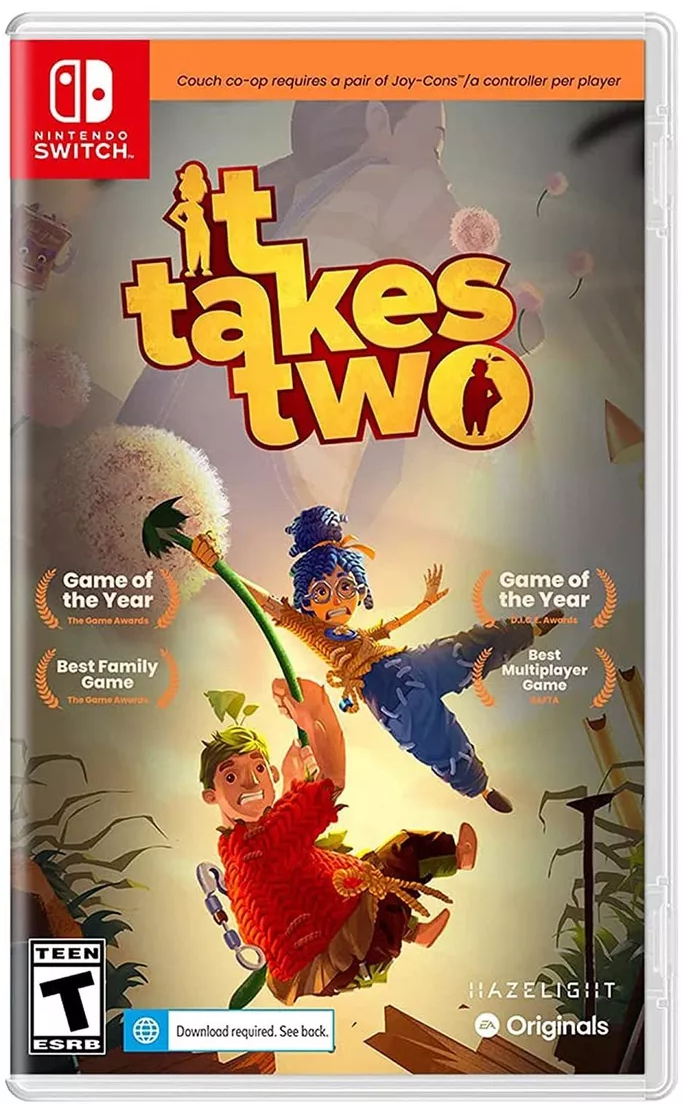 NINTENDO
SWITCH™
Couch co-op requires a pair of Joy-Cons™/a controller per player
it
takes
two
Game of
the Year
The Game Awards
Game of
the Year
D.I.C.E. Awards
Best Family
Game
The Game Awards
Best
Multiplayer
Game
BAFTA
TEEN
T
ESRB
Download required. See back.
HAZELIGHT
EA Originals